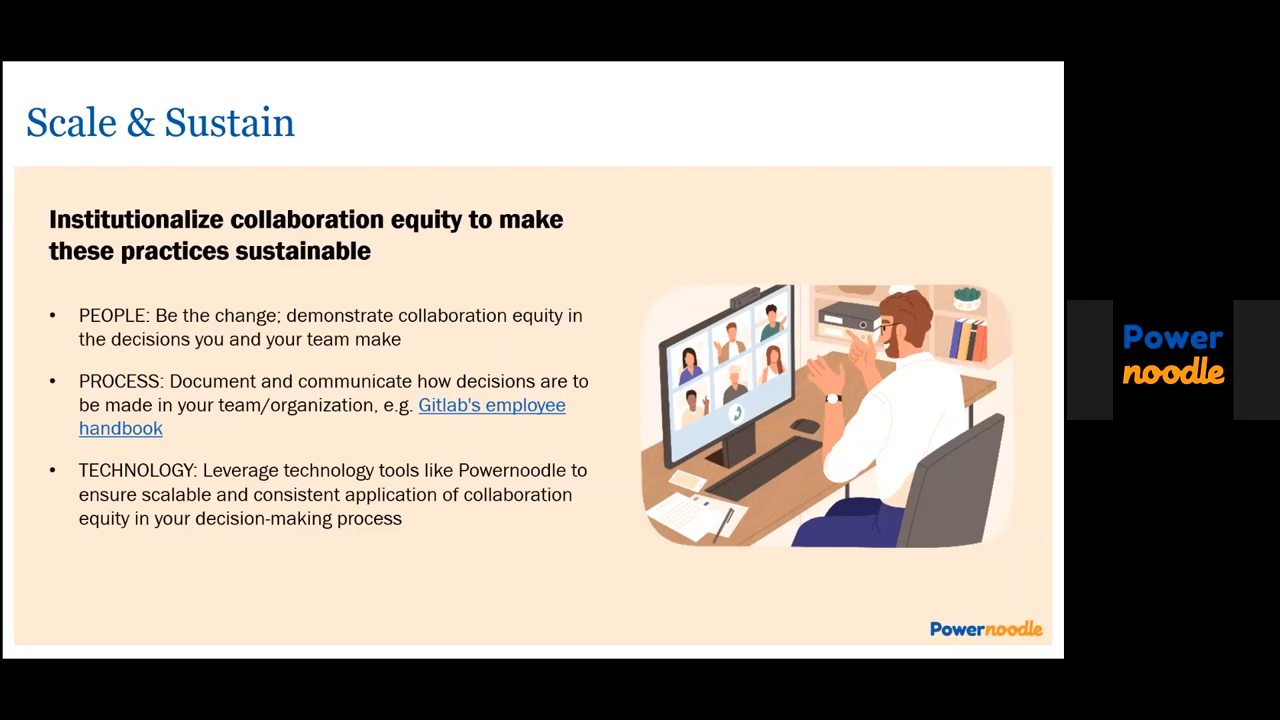 Scale & Sustain
Institutionalize collaboration equity to make
these practices sustainable
• PEOPLE: Be the change; demonstrate collaboration equity in
the decisions you and your team make
• PROCESS: Document and communicate how decisions are to
be made in your team/organization, e.g. Gitlab's employee
handbook
• TECHNOLOGY: Leverage technology tools like Powernoodle to
ensure scalable and consistent application of collaboration
equity in your decision-making process
Powernoodle
Power
noodle